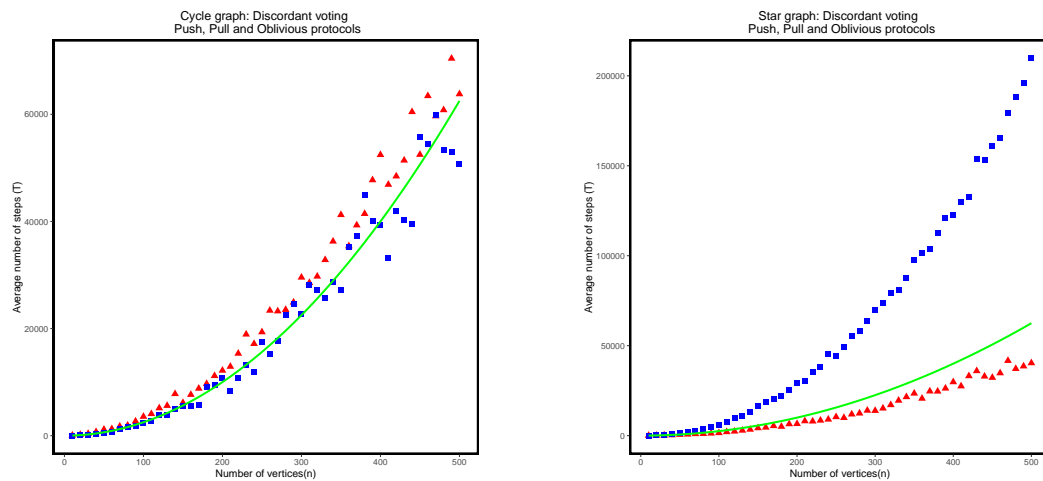 Cycle graph: Discordant voting
Push, Pull and Oblivious protocols
Average number of steps (T)
60000
40000
20000
0
0 100 200 300 400 500
Number of vertices(n)
Star graph: Discordant voting
Push, Pull and Oblivious protocols
Average number of steps (T)
200000
150000
100000
50000
0
0 100 200 300 400 500
Number of vertices(n)